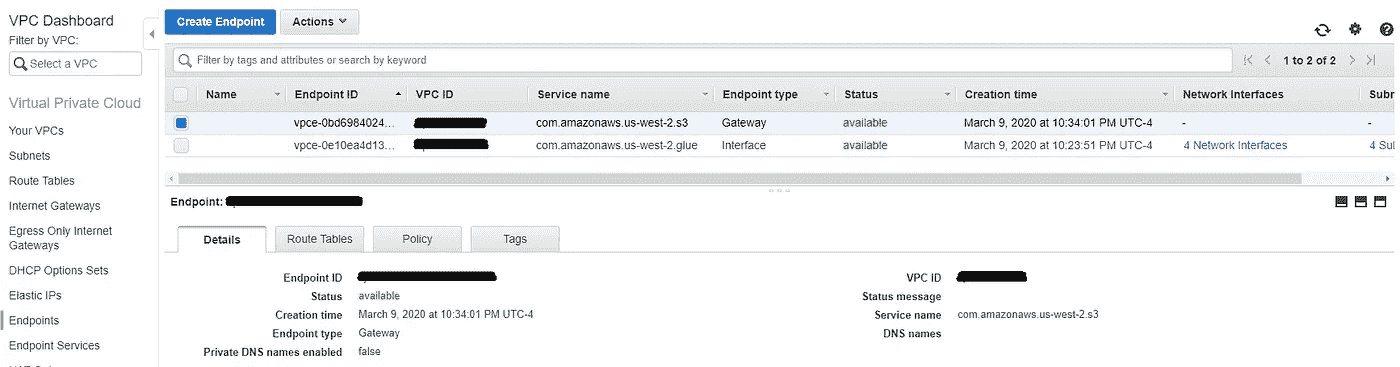 VPC Dashboard
Filter by VPC:
Select a VPC
Virtual Private Cloud
Your VPCs
Subnets
Route Tables
Internet Gateways
Egress Only Internet
Gateways
DHCP Options Sets
Elastic IPs
Endpoints
Endpoint Services
Create Endpoint Actions
Filter by tags and attributes or search by keyword
1 to 2 of 2
Name Endpoint ID VPC ID Service name Endpoint type Status Creation time Network Interfaces Subn
vpce-0bd6984024... com.amazonaws.us-west-2.s3 Gateway available March 9, 2020 at 10:34:01 PM UTC-4 - -
vpce-0e10ea4d13... com.amazonaws.us-west-2.glue Interface available March 9, 2020 at 10:23:51 PM UTC-4 4 Network Interfaces 4 Sul
Endpoint:
Details Route Tables Policy Tags
Endpoint ID VPC ID
Status available Status message
Creation time March 9, 2020 at 10:34:01 PM UTC-4 Service name com.amazonaws.us-west-2.s3
Endpoint type Gateway DNS names
Private DNS names enabled false